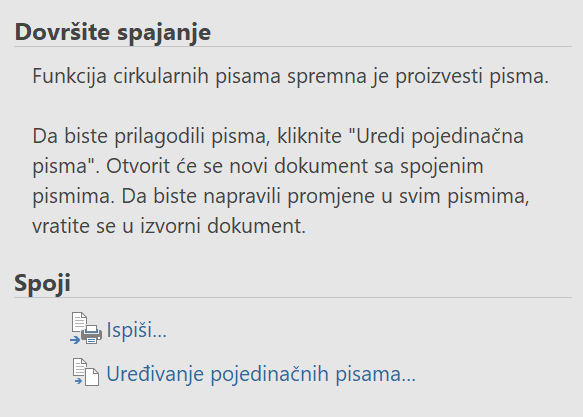 Dovršite spajanje
Funkcija cirkularnih pisama spremna je proizvesti pisma.
Da biste prilagodili pisma, kliknite "Uredi pojedinačna
pisma". Otvorit će se novi dokument sa spojenim
pismima. Da biste napravili promjene u svim pismima,
vratite se u izvorni dokument.
Spoji
Ispiši...
Uređivanje pojedinačnih pisama...